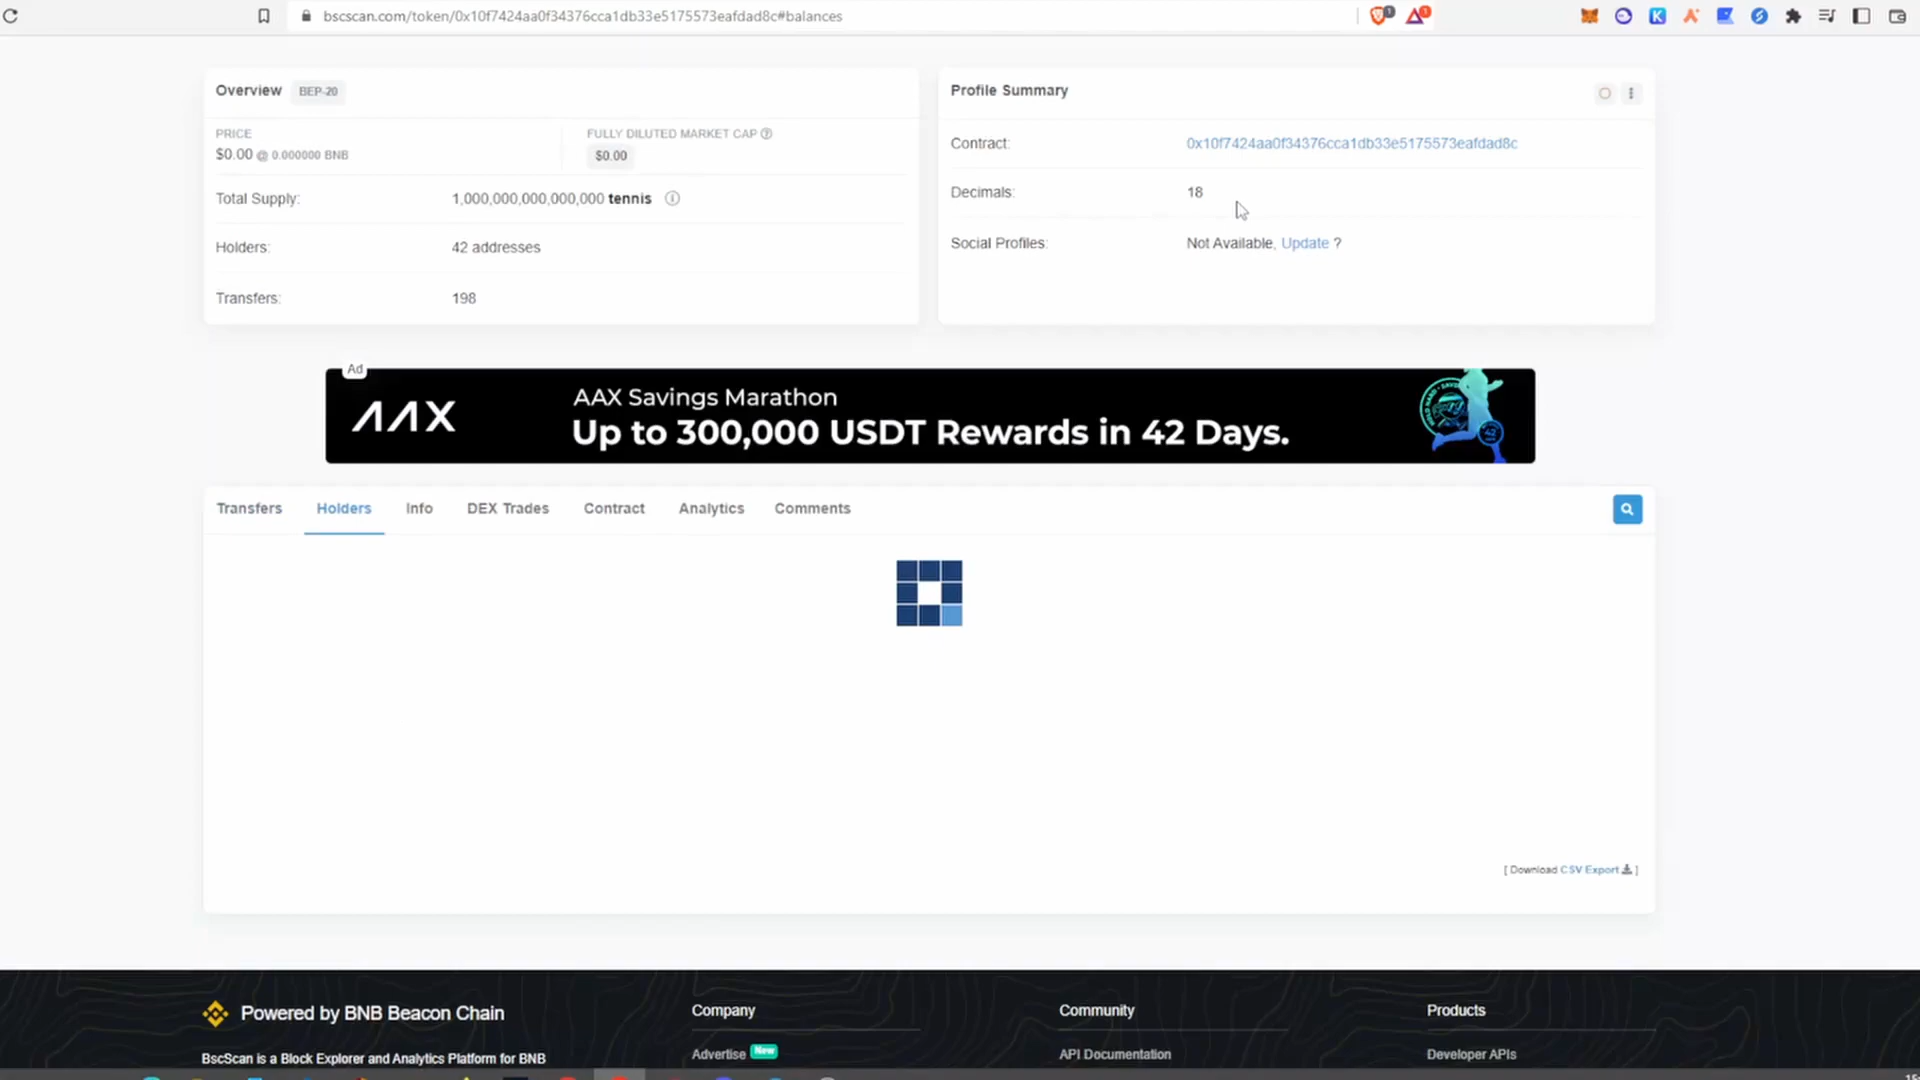 bscscan.com/token/0x10f7424aa0f34376cca1db33e5175573eafdad8c#balances
1
1
Overview BEP-20
PRICE
$0.00 @ 0.000000 BNB
FULLY DILUTED MARKET CAP
$0.00
Total Supply: 1,000,000,000,000,000 tennis
Holders: 42 addresses
Transfers: 198
Profile Summary
Contract: 0x10f7424aa0f34376cca1db33e5175573eafdad8c
Decimals: 18
Social Profiles: Not Available, Update ?
Ad
AAX
AAX Savings Marathon
Up to 300,000 USDT Rewards in 42 Days.
Transfers Holders Info DEX Trades Contract Analytics Comments
[ Download CSV Export ]
Powered by BNB Beacon Chain
BscScan is a Block Explorer and Analytics Platform for BNB
Company
Advertise New
Community
API Documentation
Products
Developer APIs